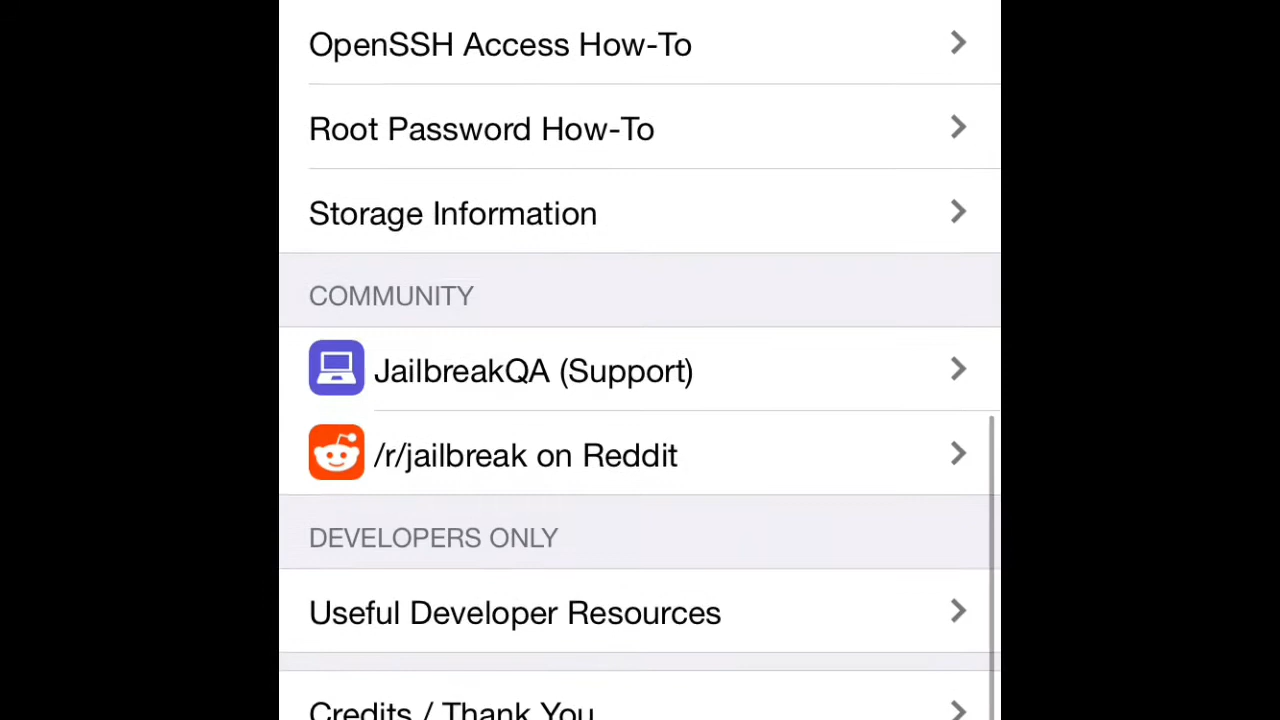 OpenSSH Access How-To
Root Password How-To
Storage Information
COMMUNITY
JailbreakQA (Support)
/r/jailbreak on Reddit
DEVELOPERS ONLY
Useful Developer Resources
Credits / Thank You